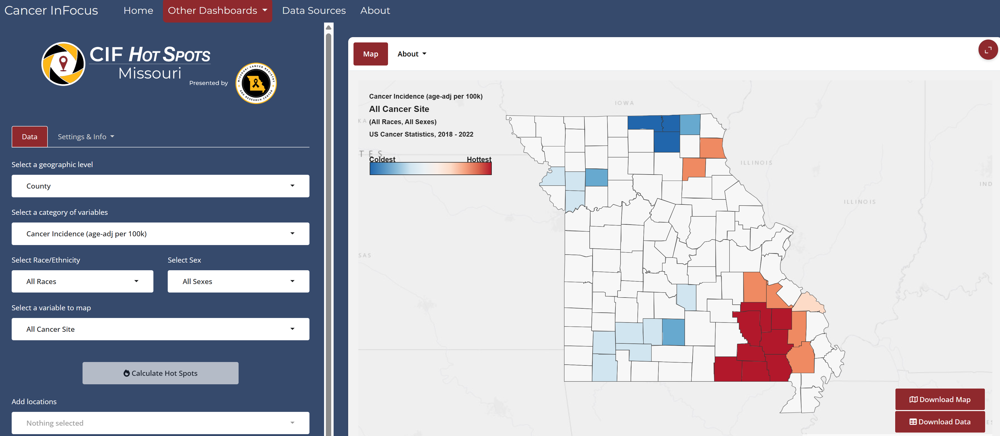 Cancer InFocus
Home
Other Dashboards
Data Sources
About
CIF HOT SPOTS
Missouri
Presented by
MISSOURI CANCER REGISTRY
AND RESEARCH CENTER
Data
Settings & Info
Select a geographic level
County
Select a category of variables
Cancer Incidence (age-adj per 100k)
Select Race/Ethnicity
Select Sex
All Races
All Sexes
Select a variable to map
All Cancer Site
Calculate Hot Spots
Add locations
Nothing selected
Map
About
Cancer Incidence (age-adj per 100k)
All Cancer Site
(All Races, All Sexes)
US Cancer Statistics, 2018 - 2022
Coldest
Hottest
IOWA
KA
TES
SAS
ILLINOIS
ILLINOIS
IND
Download Map
Download Data
ES